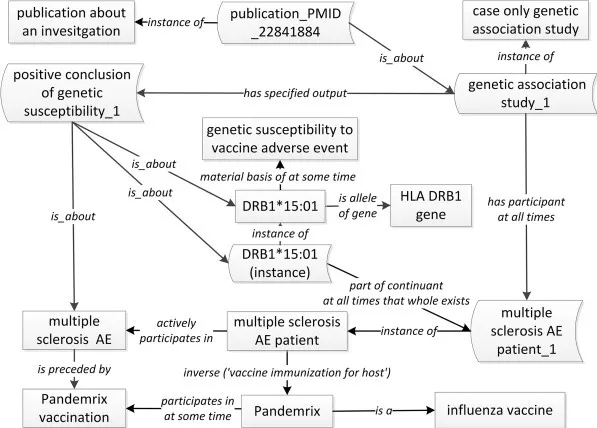 publication about
an invesitgation
instance of
publication_PMID
_22841884
case only genetic
association study
is_about
instance of
positive conclusion
of genetic
susceptibility_1
has specified output
genetic association
study_1
genetic susceptibility to
vaccine adverse event
is_about
material basis of at some time
is_about
DRB1*15:01
is allele
of gene
HLA DRB1
gene
has participant
at all times
is_about
instance of
DRB1*15:01
(instance)
part of continuant
at all times that whole exists
multiple
sclerosis AE
actively
participates in
multiple sclerosis
AE patient
instance of
multiple
sclerosis AE
patient_1
is preceded by
inverse ('vaccine immunization for host')
Pandemrix
vaccination
participates in
at some time
Pandemrix
is a
influenza vaccine